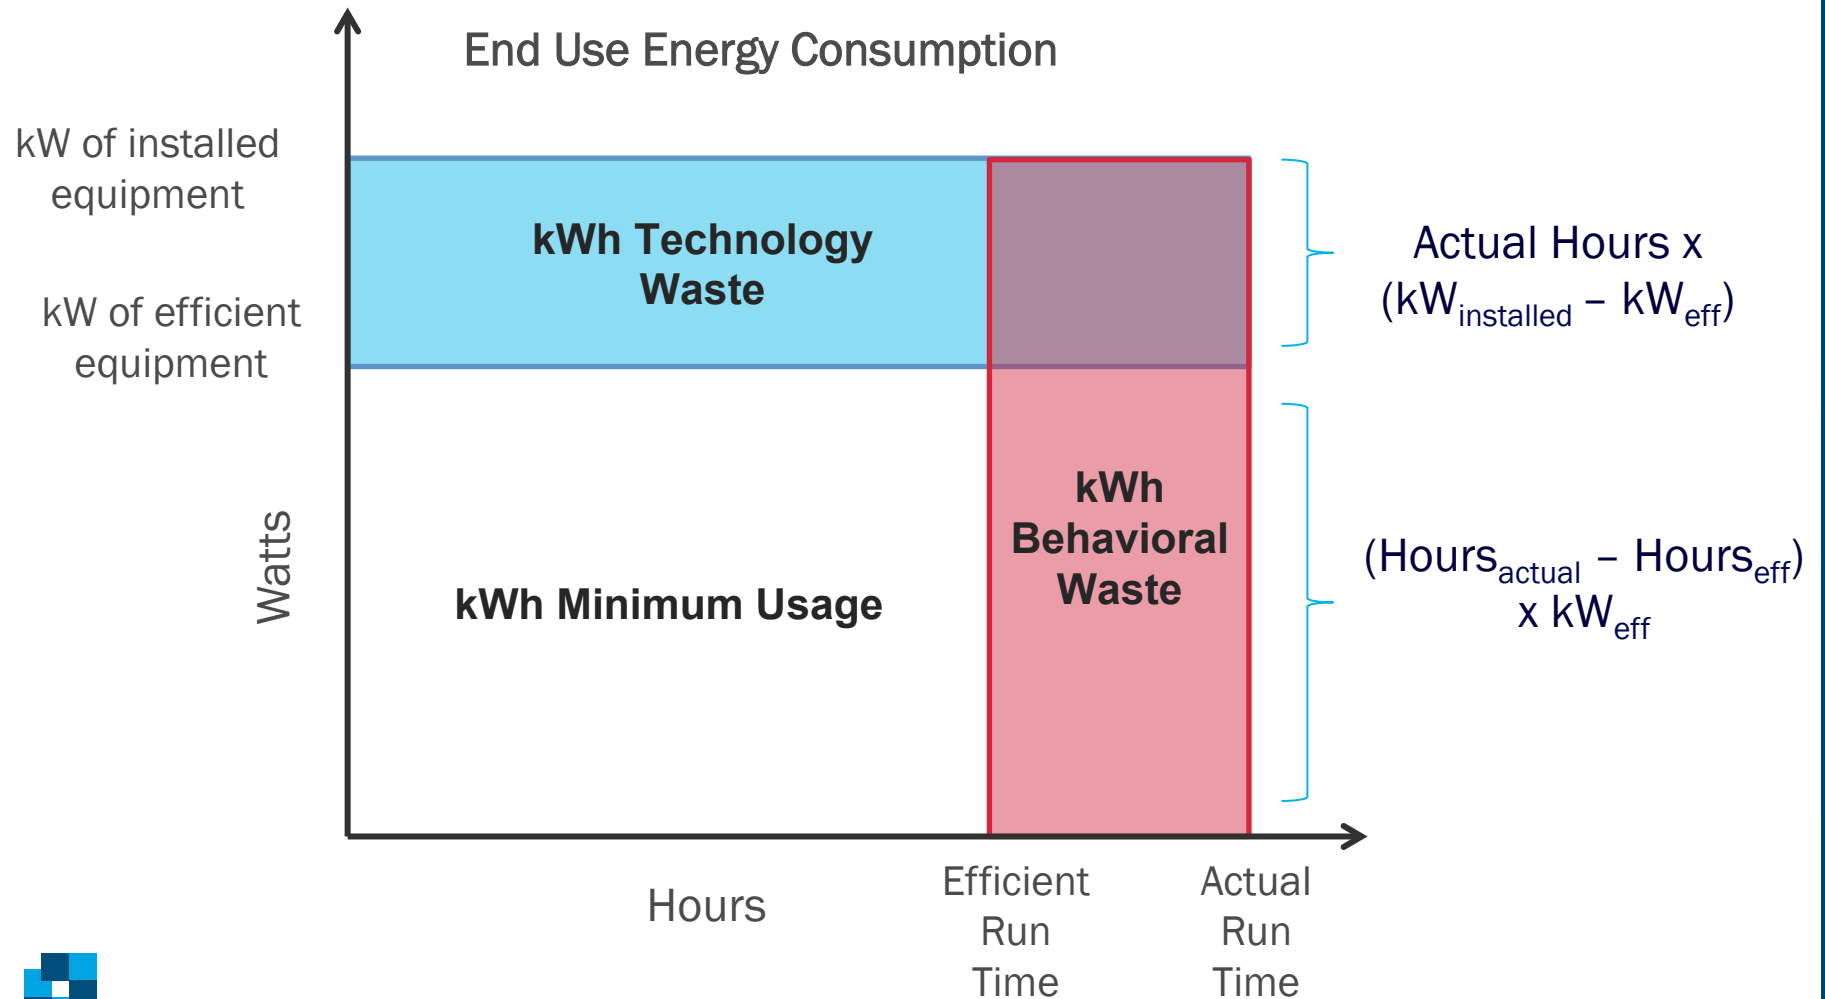 End Use Energy Consumption
kW of installed
equipment
kW of efficient
equipment
kWh Technology
Waste
Actual Hours x
(kWinstalled – kWeff)
Watts
kWh Minimum Usage
kWh
Behavioral
Waste
(Hoursactual – Hourseff)
x kWeff
Hours
Efficient
Run
Time
Actual
Run
Time